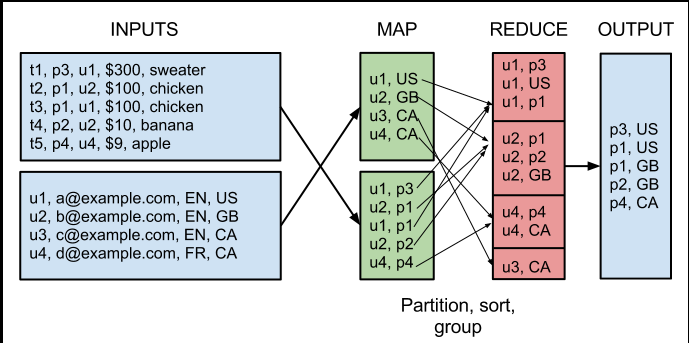 INPUTS
MAP
REDUCE
OUTPUT
t1, p3, u1, $300, sweater
t2, p1, u2, $100, chicken
t3, p1, u1, $100, chicken
t4, p2, u2, $10, banana
t5, p4, u4, $9, apple
u1, a@example.com, EN, US
u2, b@example.com, EN, GB
u3, c@example.com, EN, CA
u4, d@example.com, FR, CA
u1, US
u2, GB
u3, CA
u4, CA
u1, p3
u2, p1
u1, p1
u2, p2
u4, p4
u1, p3
u1, US
u1, p1
u2, p1
u2, p2
u2, GB
u4, p4
u4, CA
u3, CA
p3, US
p1, US
p1, GB
p2, GB
p4, CA
Partition, sort,
group